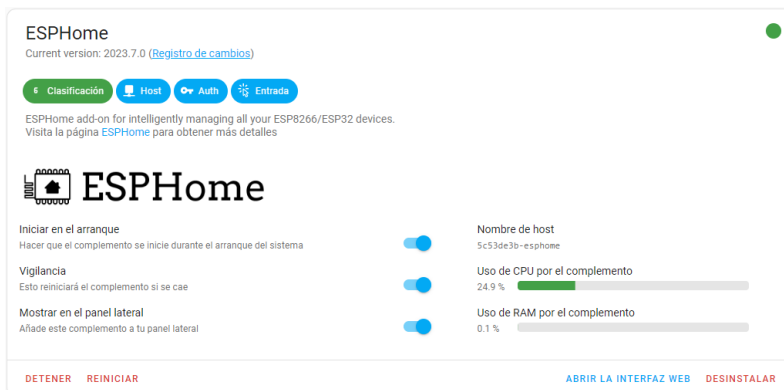 ESPHome
Current version: 2023.7.0 (Registro de cambios)
6 Clasificación Host Auth Entrada
ESPHome add-on for intelligently managing all your ESP8266/ESP32 devices.
Visita la página ESPHome para obtener más detalles
ESPHome
Iniciar en el arranque
Hacer que el complemento se inicie durante el arranque del sistema
Vigilancia
Esto reiniciará el complemento si se cae
Mostrar en el panel lateral
Añade este complemento a tu panel lateral
Nombre de host
5c53de3b-esphome
Uso de CPU por el complemento
24.9 %
Uso de RAM por el complemento
0.1 %
DETENER REINICIAR ABRIR LA INTERFAZ WEB DESINSTALAR